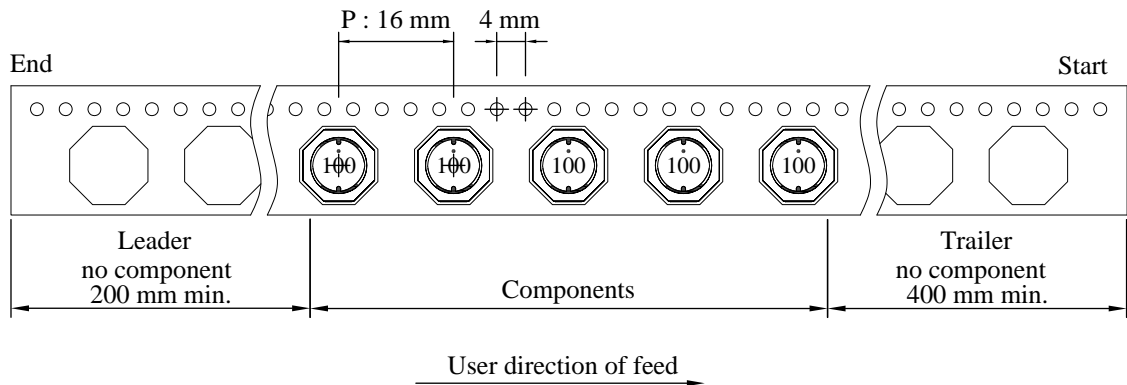 P : 16 mm
4 mm
End
Start
100
100
100
100
100
Leader
no component
200 mm min.
Components
Trailer
no component
400 mm min.
User direction of feed